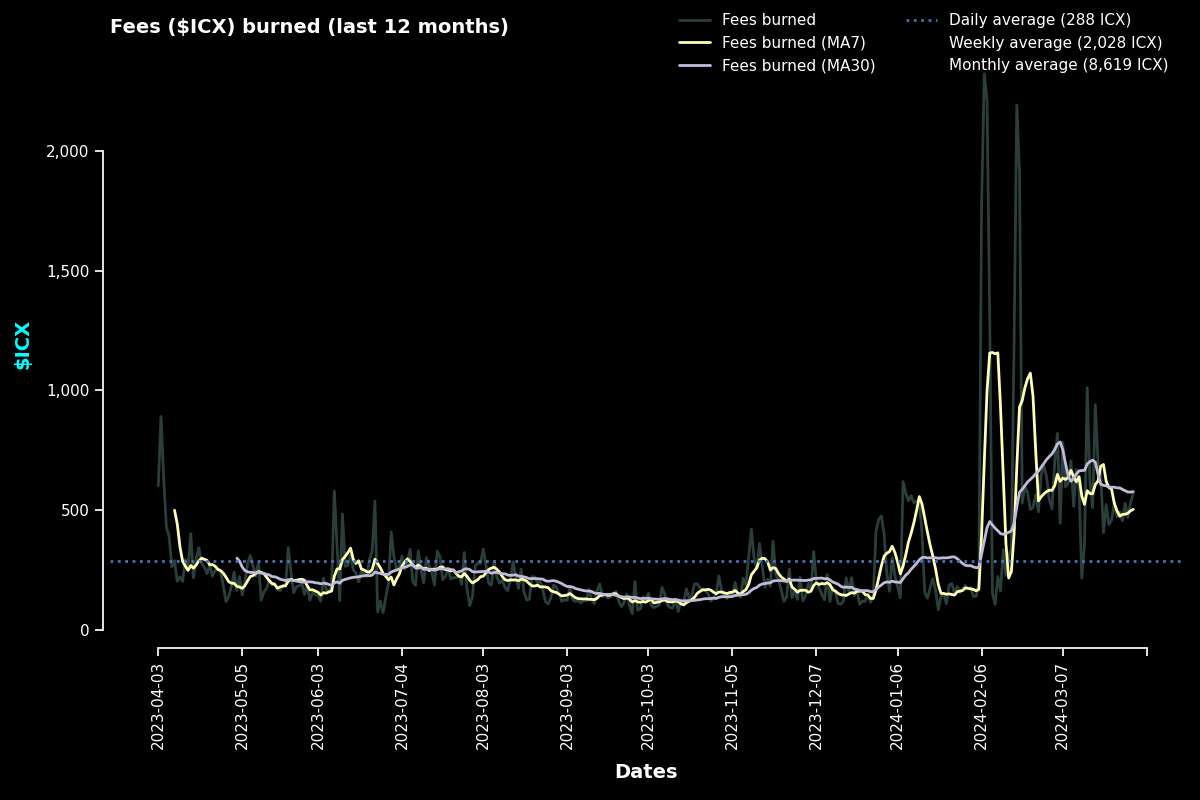 Fees ($ICX) burned (last 12 months)
Fees burned
Fees burned (MA7)
Fees burned (MA30)
Daily average (288 ICX)
Weekly average (2,028 ICX)
Monthly average (8,619 ICX)
$ICX
2,000
1,500
1,000
500
0
2023-04-03
2023-05-05
2023-06-03
2023-07-04
2023-08-03
2023-09-03
2023-10-03
2023-11-05
2023-12-07
2024-01-06
2024-02-06
2024-03-07
Dates